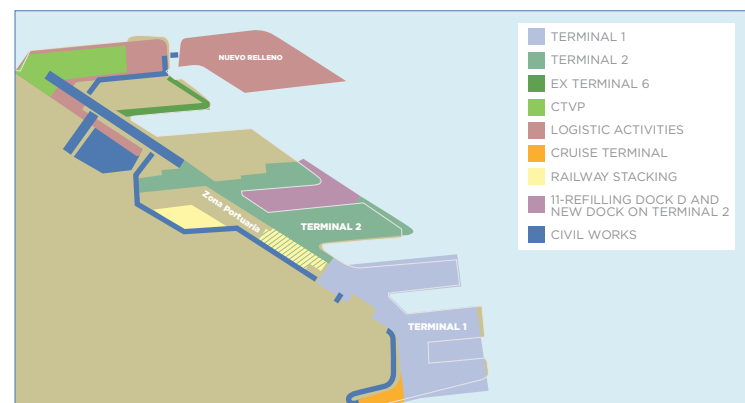 NUEVO RELLENO
Zona Portuaria
TERMINAL 2
TERMINAL 1
TERMINAL 1
TERMINAL 2
EX TERMINAL 6
CTVP
LOGISTIC ACTIVITIES
CRUISE TERMINAL
RAILWAY STACKING
11-REFILLING DOCK D AND
NEW DOCK ON TERMINAL 2
CIVIL WORKS